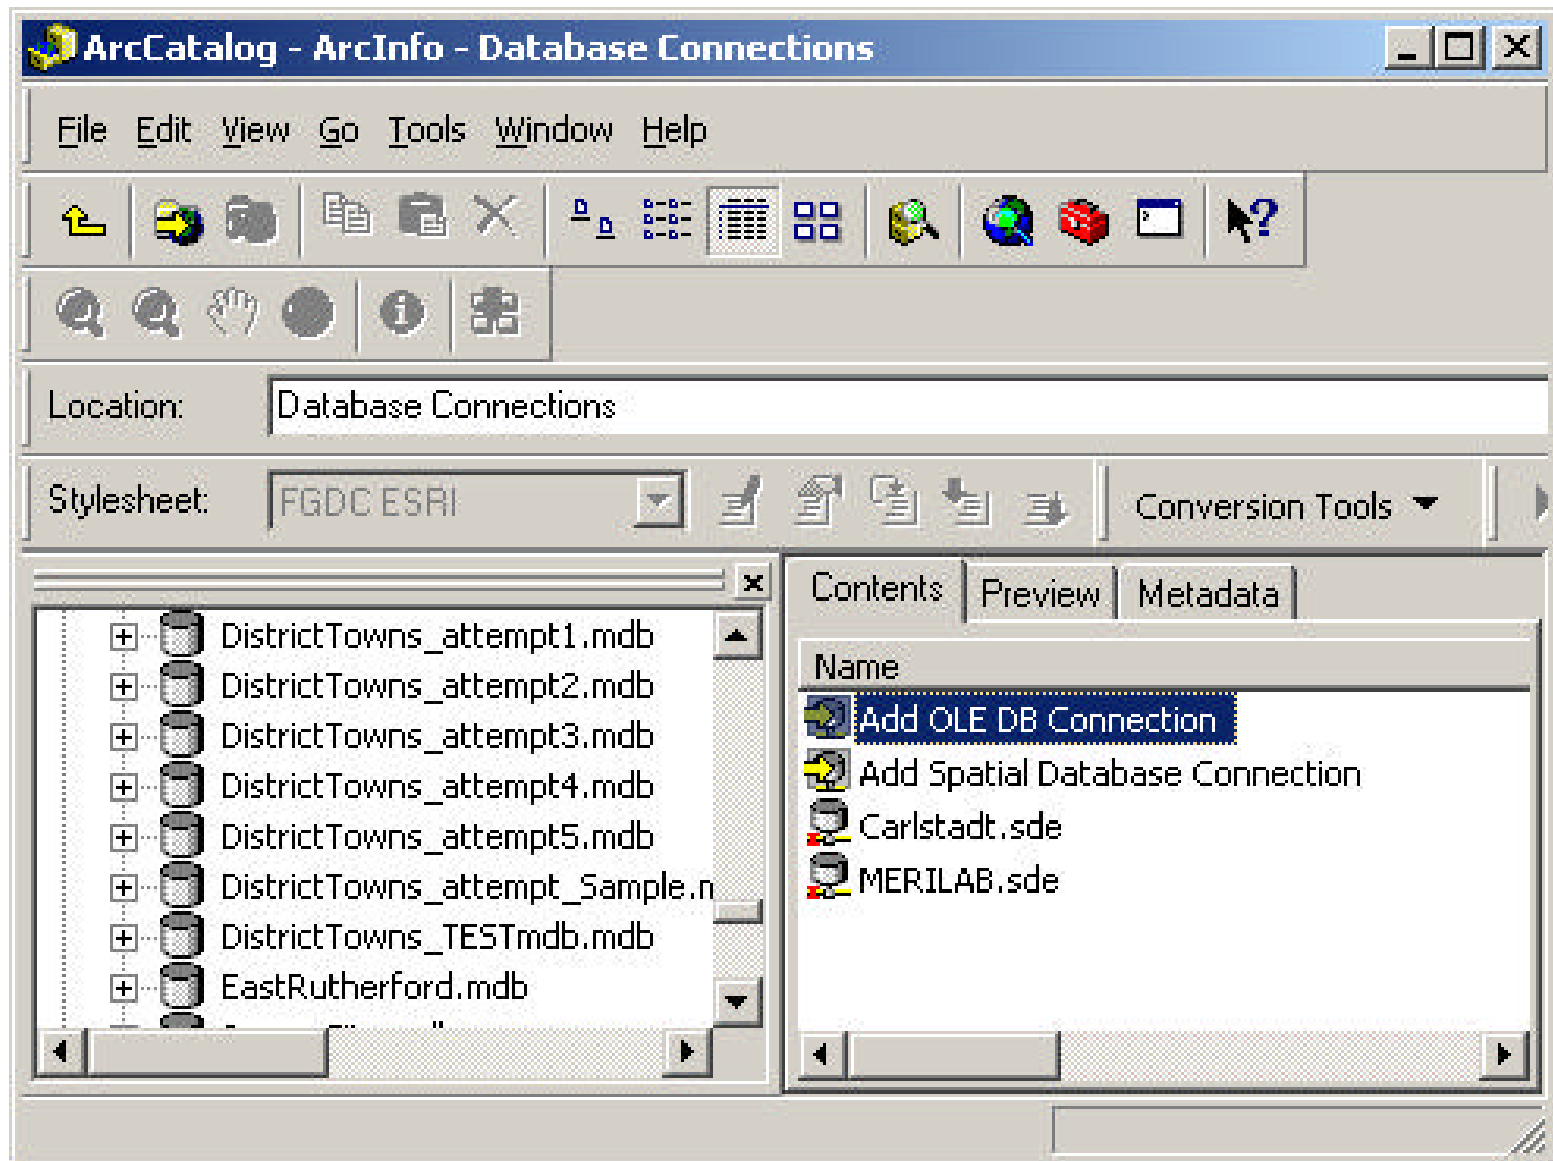 ArcCatalog - ArcInfo - Database Connections
File Edit View Go Tools Window Help
Location: Database Connections
Stylesheet: FGDC ESRI Conversion Tools
Contents Preview Metadata
Name
Add OLE DB Connection
Add Spatial Database Connection
Carlstadt.sde
MERILAB.sde
DistrictTowns_attempt1.mdb
DistrictTowns_attempt2.mdb
DistrictTowns_attempt3.mdb
DistrictTowns_attempt4.mdb
DistrictTowns_attempt5.mdb
DistrictTowns_attempt_Sample.m
DistrictTowns_TESTmdb.mdb
EastRutherford.mdb